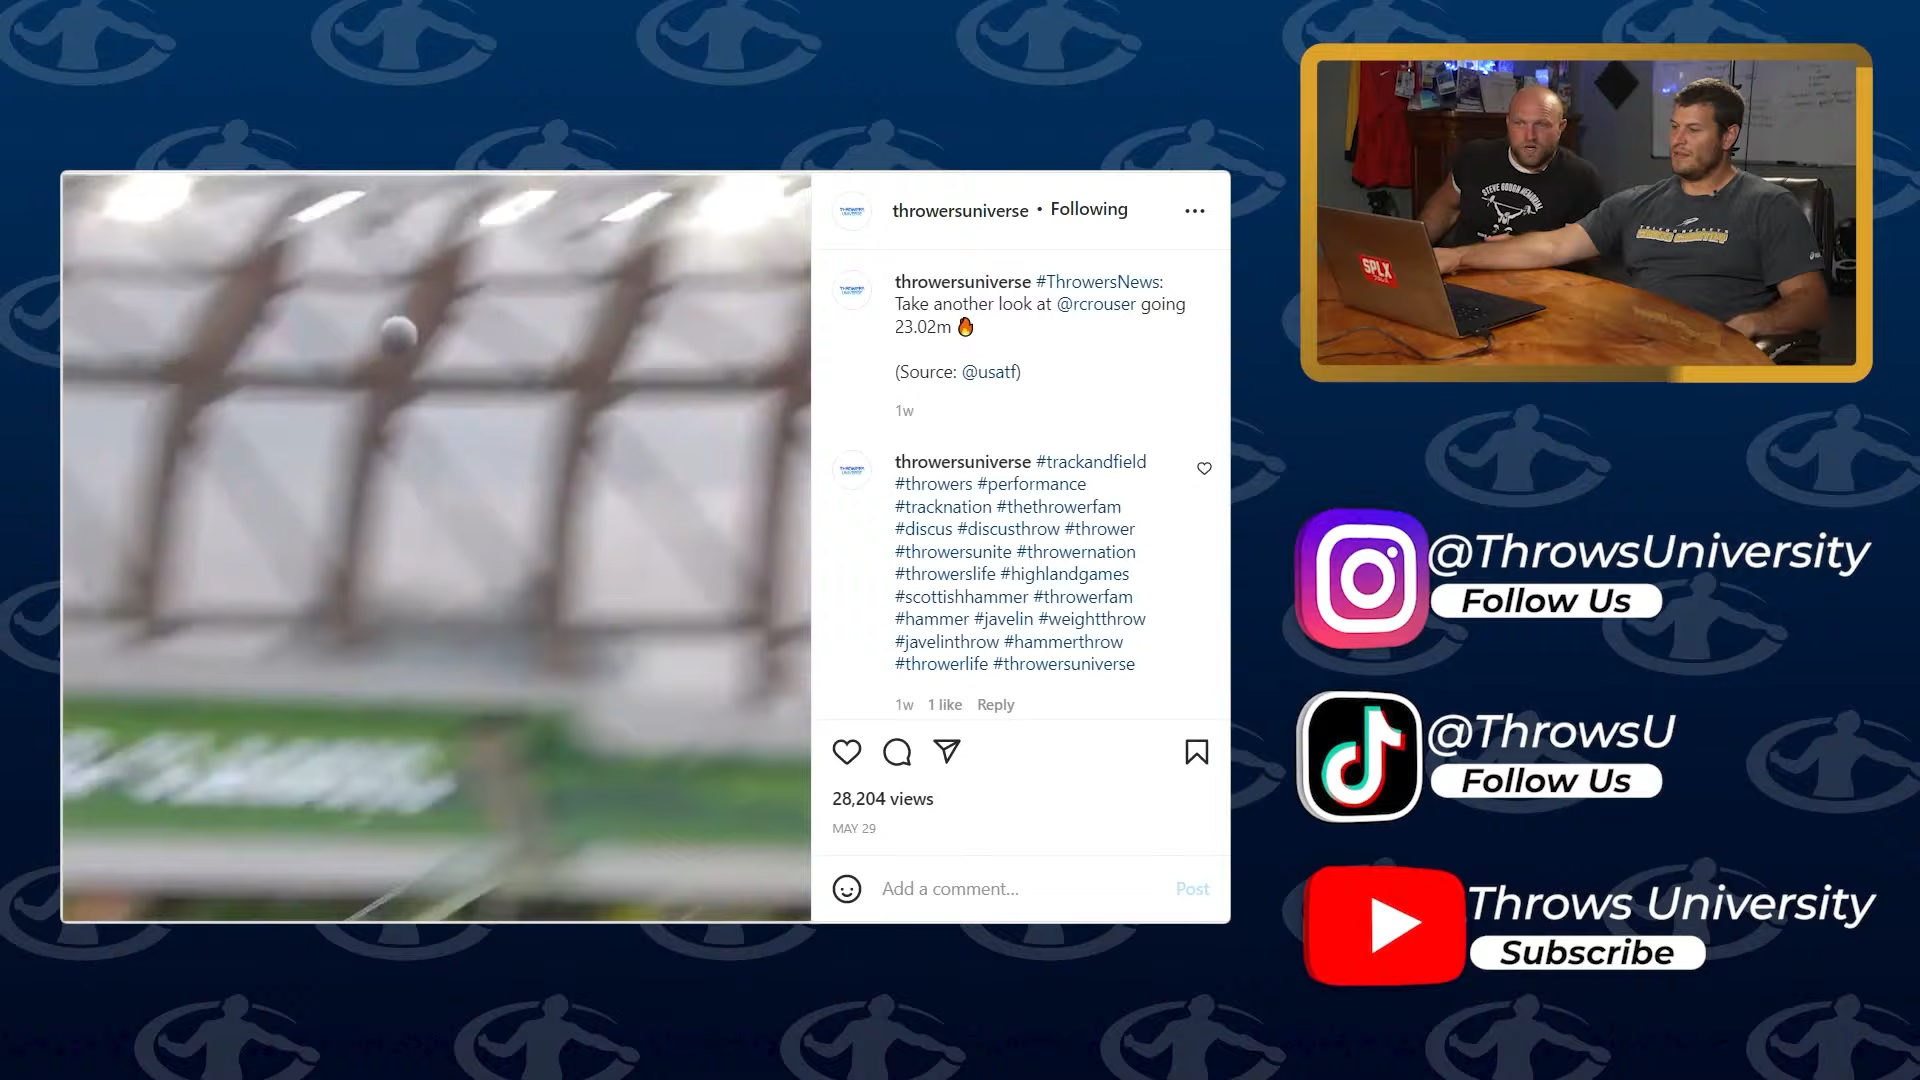 throwersuniverse • Following
throwersuniverse #ThrowersNews:
Take another look at @rcrouser going
23.02m 🔥
(Source: @usatf)
1w
throwersuniverse #trackandfield
#throwers #performance
#tracknation #thethrowerfam
#discus #discusthrow #thrower
#throwersunite #throwernation
#throwerslife #highlandgames
#scottishhammer #throwerfam
#hammer #javelin #weightthrow
#javelinthrow #hammerthrow
#throwerlife #throwersuniverse
1w 1 like Reply
28,204 views
MAY 29
Add a comment... Post
STEVE GOUGH MEMORIAL
SPLX
@ThrowsUniversity
Follow Us
@ThrowsU
Follow Us
Throws University
Subscribe